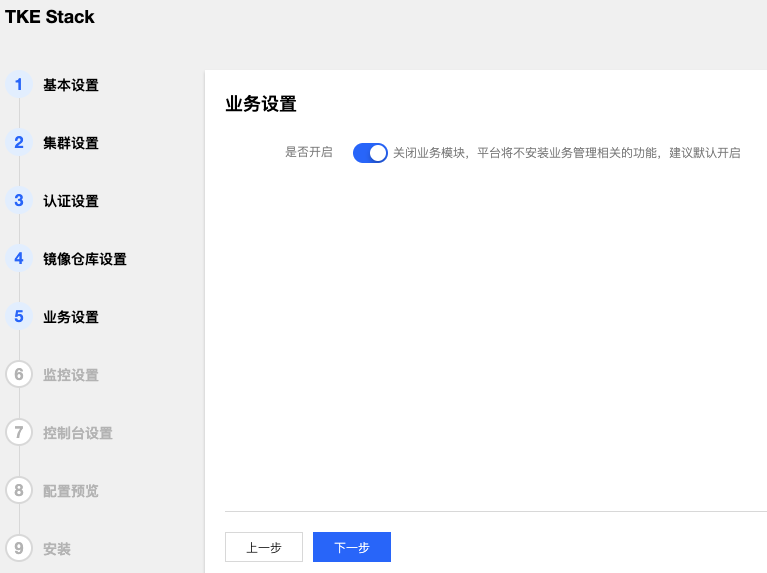 TKE Stack
1 基本设置
2 集群设置
3 认证设置
4 镜像仓库设置
5 业务设置
6 监控设置
7 控制台设置
8 配置预览
9 安装
业务设置
是否开启 关闭业务模块，平台将不安装业务管理相关的功能，建议默认开启
上一步 下一步